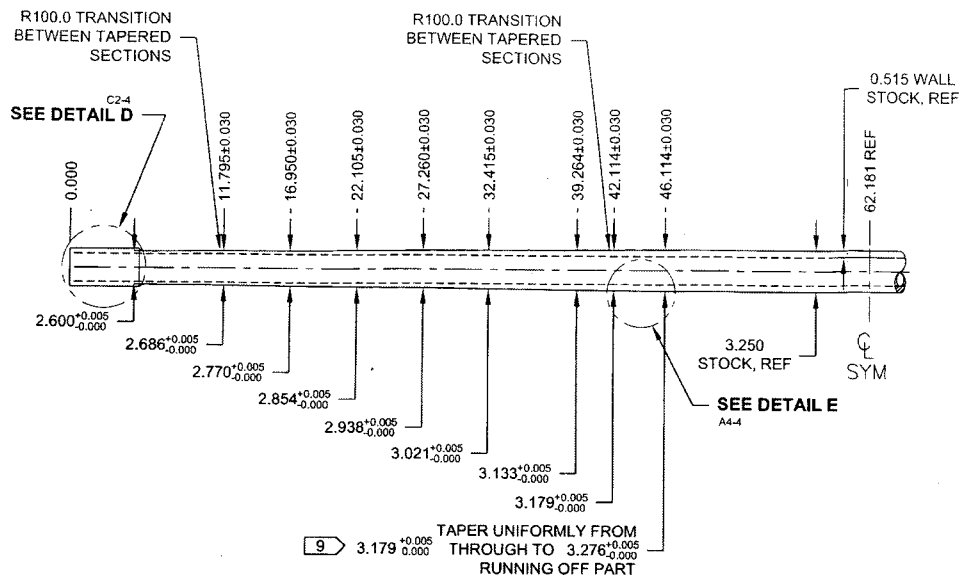 R100.0 TRANSITION
BETWEEN TAPERED
SECTIONS
R100.0 TRANSITION
BETWEEN TAPERED
SECTIONS
0.515 WALL
STOCK, REF
C2-4
SEE DETAIL D
0.000
11.795±0.030
16.950±0.030
22.105±0.030
27.260±0.030
32.415±0.030
39.264±0.030
42.114±0.030
46.114±0.030
62.181 REF
2.600 +0.005 -0.000
2.686 +0.005 -0.000
2.770 +0.005 -0.000
2.854 +0.005 -0.000
2.938 +0.005 -0.000
3.021 +0.005 -0.000
3.133 +0.005 -0.000
3.179 +0.005 -0.000
3.250
STOCK, REF
CL
SYM
SEE DETAIL E
A4-4
TAPER UNIFORMLY FROM
9 3.179 +0.005 0.000 THROUGH TO 3.276 +0.005 -0.000
RUNNING OFF PART